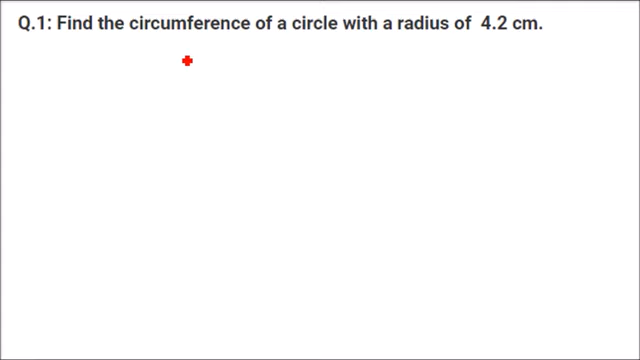 Q.1: Find the circumference of a circle with a radius of 4.2 cm.